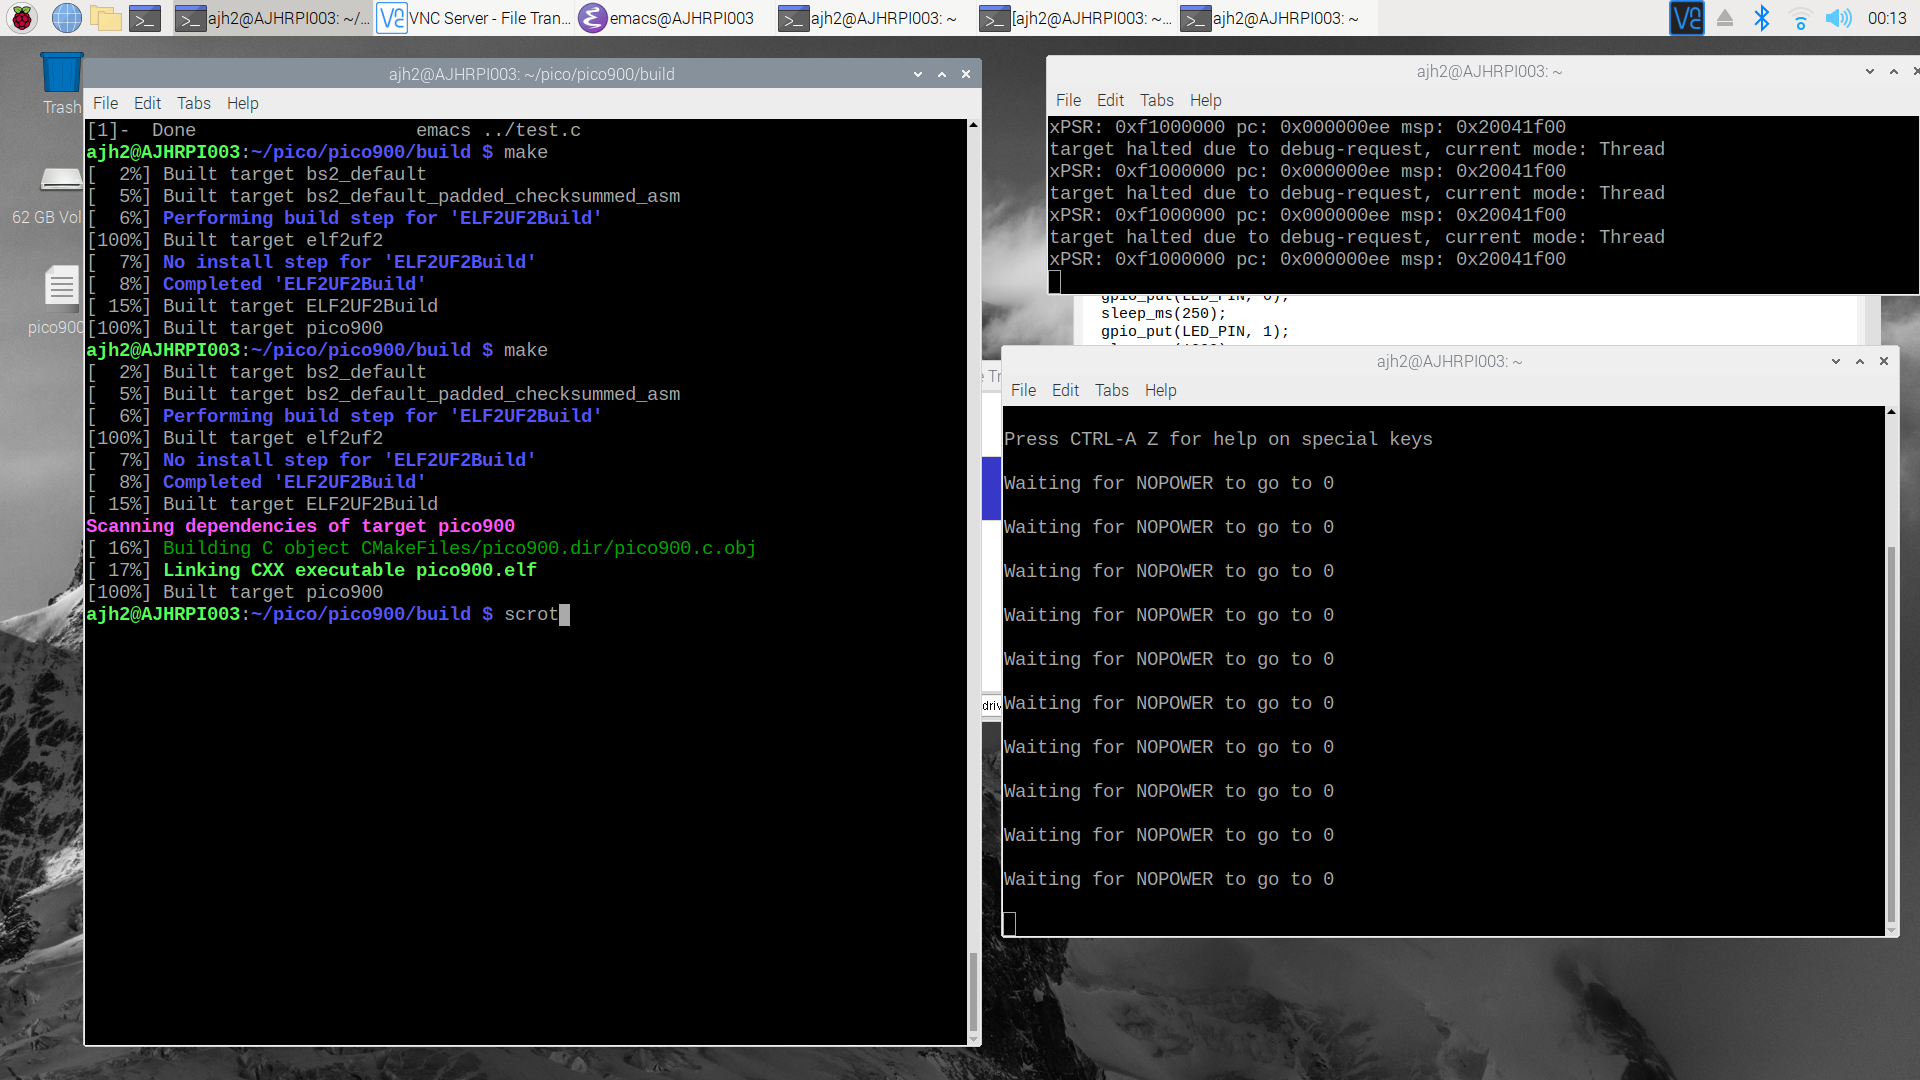 ajh2@AJHRPI003: ~/...
VNC Server - File Tran...
emacs@AJHRPI003
ajh2@AJHRPI003: ~
[ajh2@AJHRPI003: ~...
ajh2@AJHRPI003: ~
00:13
Trash
62 GB Vol
pico900
ajh2@AJHRPI003: ~/pico/pico900/build
File Edit Tabs Help
[1]-  Done                    emacs ../test.c
ajh2@AJHRPI003:~/pico/pico900/build $ make
[  2%] Built target bs2_default
[  5%] Built target bs2_default_padded_checksummed_asm
[  6%] Performing build step for 'ELF2UF2Build'
[100%] Built target elf2uf2
[  7%] No install step for 'ELF2UF2Build'
[  8%] Completed 'ELF2UF2Build'
[ 15%] Built target ELF2UF2Build
[100%] Built target pico900
ajh2@AJHRPI003:~/pico/pico900/build $ make
[  2%] Built target bs2_default
[  5%] Built target bs2_default_padded_checksummed_asm
[  6%] Performing build step for 'ELF2UF2Build'
[100%] Built target elf2uf2
[  7%] No install step for 'ELF2UF2Build'
[  8%] Completed 'ELF2UF2Build'
[ 15%] Built target ELF2UF2Build
Scanning dependencies of target pico900
[ 16%] Building C object CMakeFiles/pico900.dir/pico900.c.obj
[ 17%] Linking CXX executable pico900.elf
[100%] Built target pico900
ajh2@AJHRPI003:~/pico/pico900/build $ scrot
ajh2@AJHRPI003: ~
File Edit Tabs Help
xPSR: 0xf1000000 pc: 0x000000ee msp: 0x20041f00
target halted due to debug-request, current mode: Thread
xPSR: 0xf1000000 pc: 0x000000ee msp: 0x20041f00
target halted due to debug-request, current mode: Thread
xPSR: 0xf1000000 pc: 0x000000ee msp: 0x20041f00
target halted due to debug-request, current mode: Thread
xPSR: 0xf1000000 pc: 0x000000ee msp: 0x20041f00
gpio_put(LED_PIN, 0);
sleep_ms(250);
gpio_put(LED_PIN, 1);
e Tr
driv
ajh2@AJHRPI003: ~
File Edit Tabs Help
Press CTRL-A Z for help on special keys
Waiting for NOPOWER to go to 0
Waiting for NOPOWER to go to 0
Waiting for NOPOWER to go to 0
Waiting for NOPOWER to go to 0
Waiting for NOPOWER to go to 0
Waiting for NOPOWER to go to 0
Waiting for NOPOWER to go to 0
Waiting for NOPOWER to go to 0
Waiting for NOPOWER to go to 0
Waiting for NOPOWER to go to 0